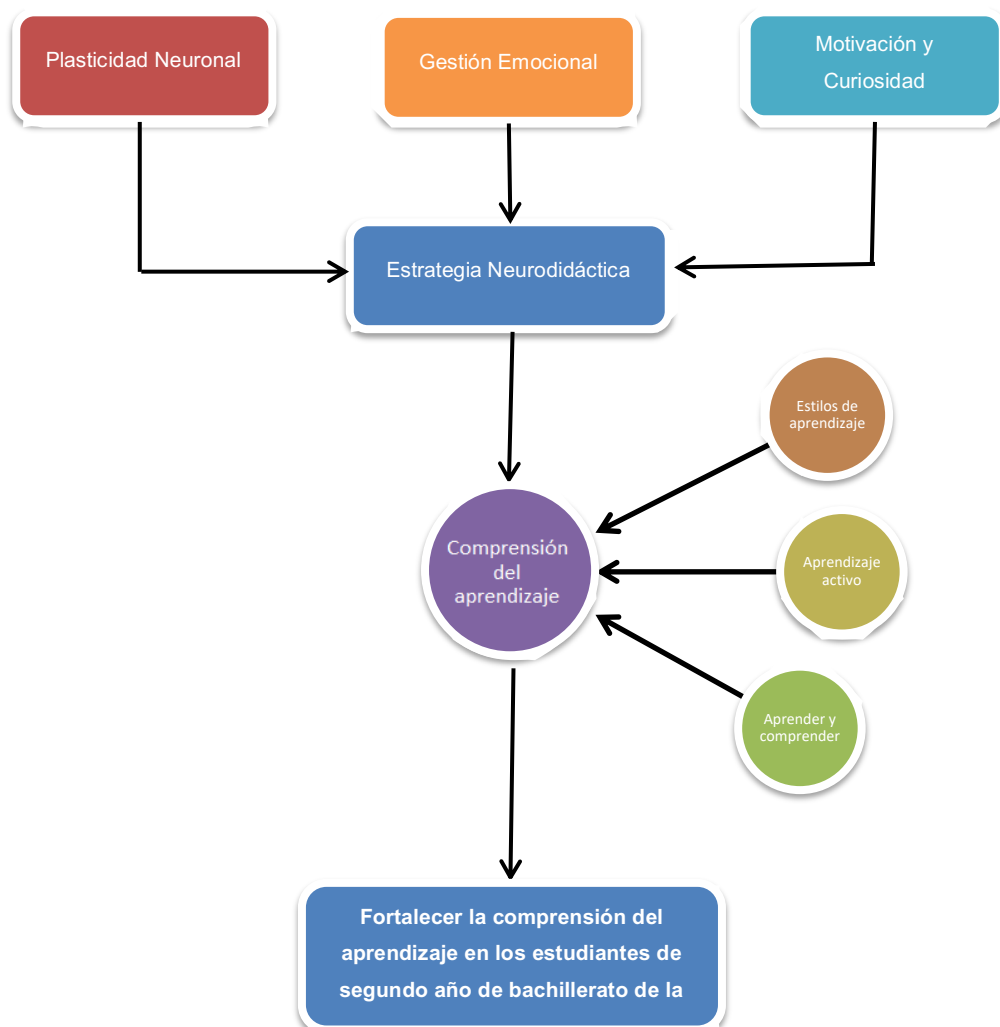 Plasticidad Neuronal
Gestión Emocional
Motivación y
Curiosidad
Estrategia Neurodidáctica
Estilos de
aprendizaje
Comprensión
del
aprendizaje
Aprendizaje
activo
Aprender y
comprender
Fortalecer la comprensión del
aprendizaje en los estudiantes de
segundo año de bachillerato de la